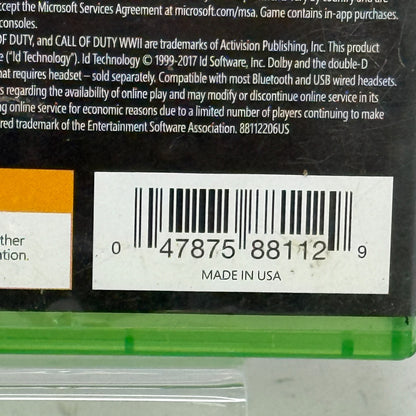 ccept the Microsoft Services Agreement at microsoft.com/msa. Game contains in-app purchases.
consoles.
OF DUTY, and CALL OF DUTY WWII are trademarks of Activision Publishing, Inc. This product
e ("Id Technology"). Id Technology © 1999-2017 Id Software, Inc. Dolby and the double-D
hat requires headset – sold separately. Compatible with most Bluetooth and USB wired headsets.
s regarding the availability of online play and may modify or discontinue online service in its
ng online service for economic reasons due to a limited number of players continuing to make
red trademark of the Entertainment Software Association. 88112206US
ther
tion.
0 47875 88112 9
MADE IN USA